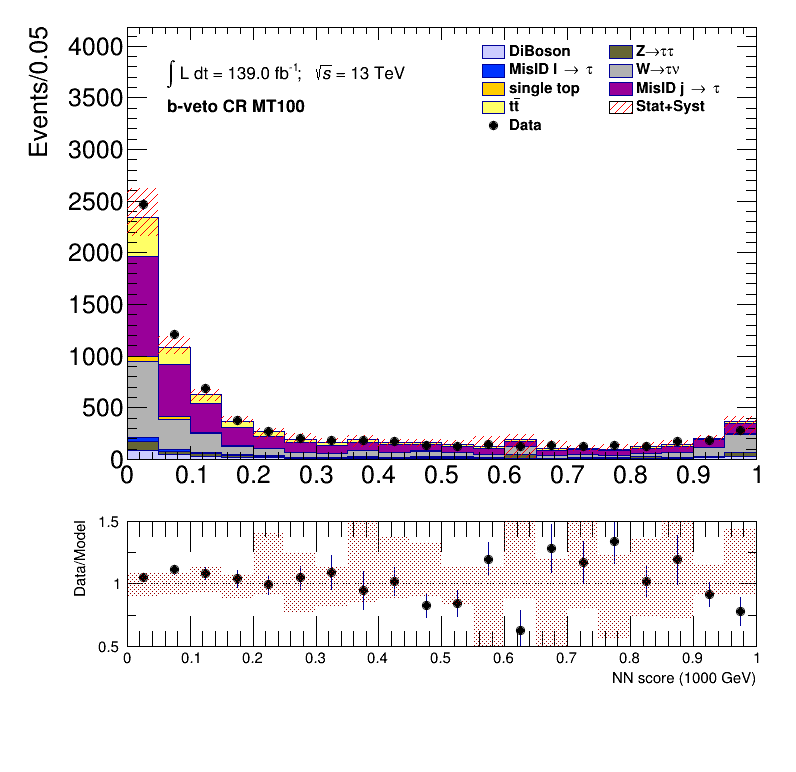 Events/0.05
4000
3500
3000
2500
2000
1500
1000
500
0
∫ L dt = 139.0 fb⁻¹; √s = 13 TeV
b-veto CR MT100
DiBoson
MisID l → τ
single top
tt̄
Data
Z→ττ
W→τν
MisID j → τ
Stat+Syst
0 0.1 0.2 0.3 0.4 0.5 0.6 0.7 0.8 0.9 1
Data/Model
1.5
1
0.5
0 0.1 0.2 0.3 0.4 0.5 0.6 0.7 0.8 0.9 1
NN score (1000 GeV)